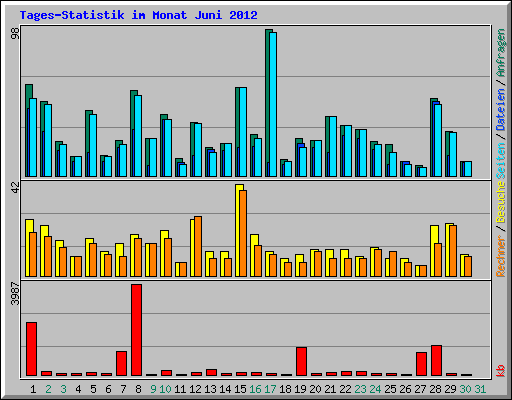 Tages-Statistik im Monat Juni 2012
98
42
3987
Rechner / Besuche Seiten / Dateien / Anfragen
kb
1 2 3 4 5 6 7 8 9 10 11 12 13 14 15 16 17 18 19 20 21 22 23 24 25 26 27 28 29 30 31